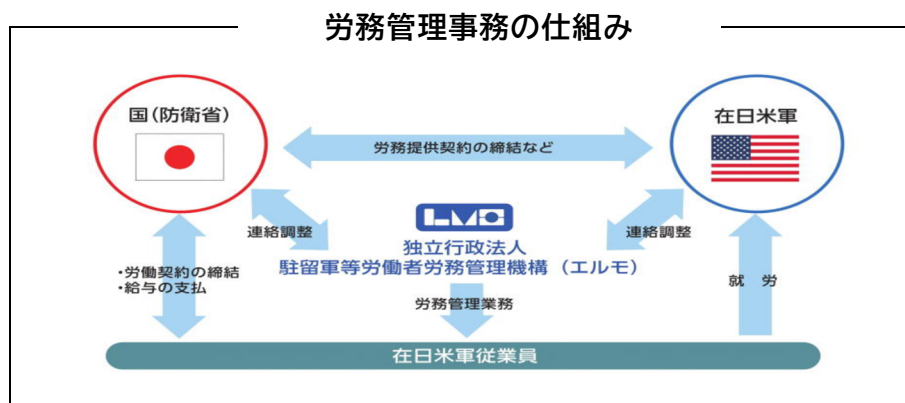 労務管理事務の仕組み
国(防衛省)
在日米軍
労務提供契約の締結など
LMO
連絡調整
連絡調整
独立行政法人
駐留軍等労働者労務管理機構（エルモ）
・労働契約の締結
・給与の支払
就　労
労務管理業務
在日米軍従業員